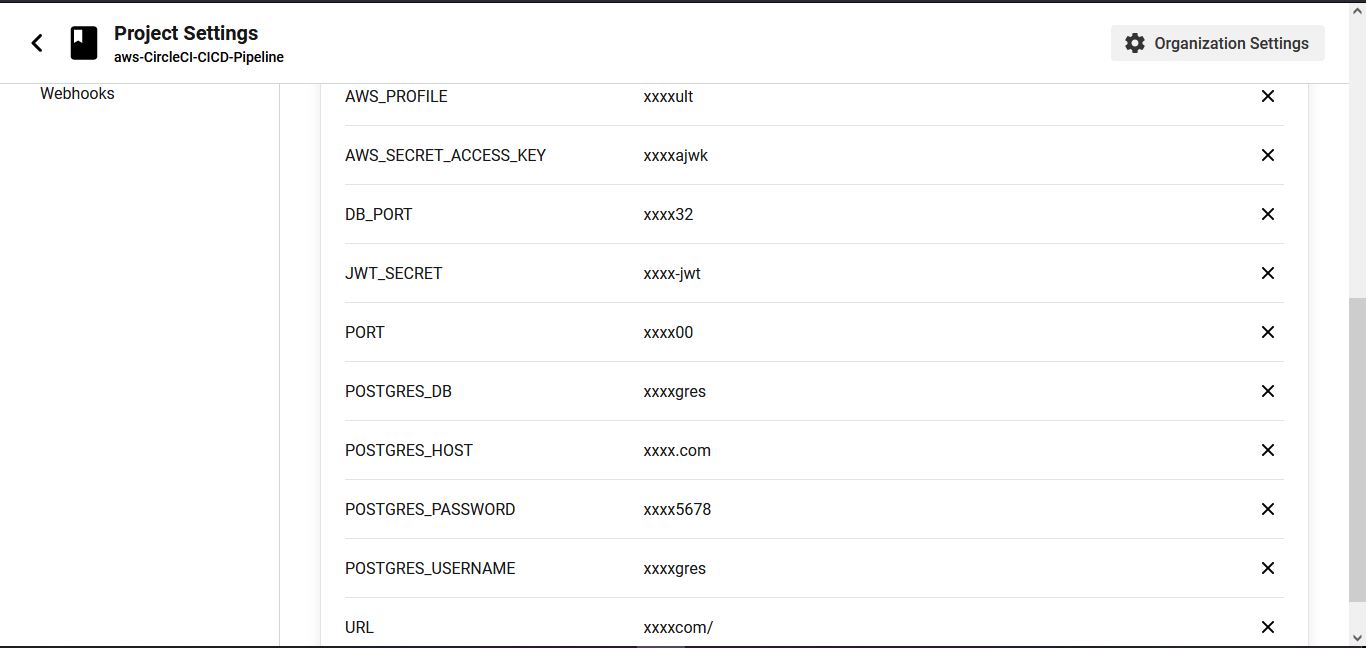 Project Settings
aws-CircleCI-CICD-Pipeline
Organization Settings
Webhooks
AWS_PROFILE xxxxult
AWS_SECRET_ACCESS_KEY xxxxajwk
DB_PORT xxxx32
JWT_SECRET xxxx-jwt
PORT xxxx00
POSTGRES_DB xxxxgres
POSTGRES_HOST xxxx.com
POSTGRES_PASSWORD xxxx5678
POSTGRES_USERNAME xxxxgres
URL xxxxcom/